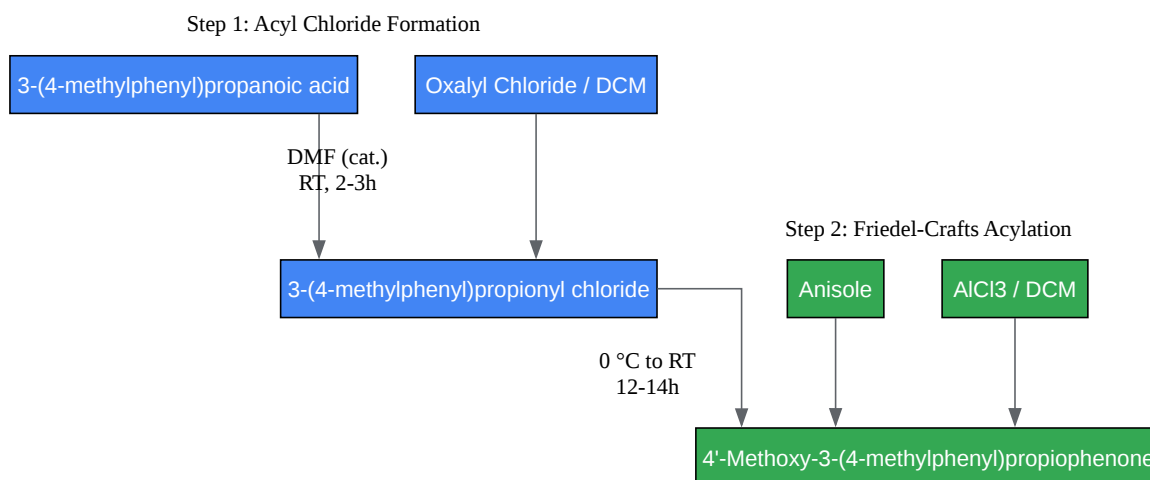 Step 1: Acyl Chloride Formation
3-(4-methylphenyl)propanoic acid
Oxalyl Chloride / DCM
DMF (cat.)
RT, 2-3h
Step 2: Friedel-Crafts Acylation
3-(4-methylphenyl)propionyl chloride
Anisole
AlCl3 / DCM
0 °C to RT
12-14h
4'-Methoxy-3-(4-methylphenyl)propiophenone